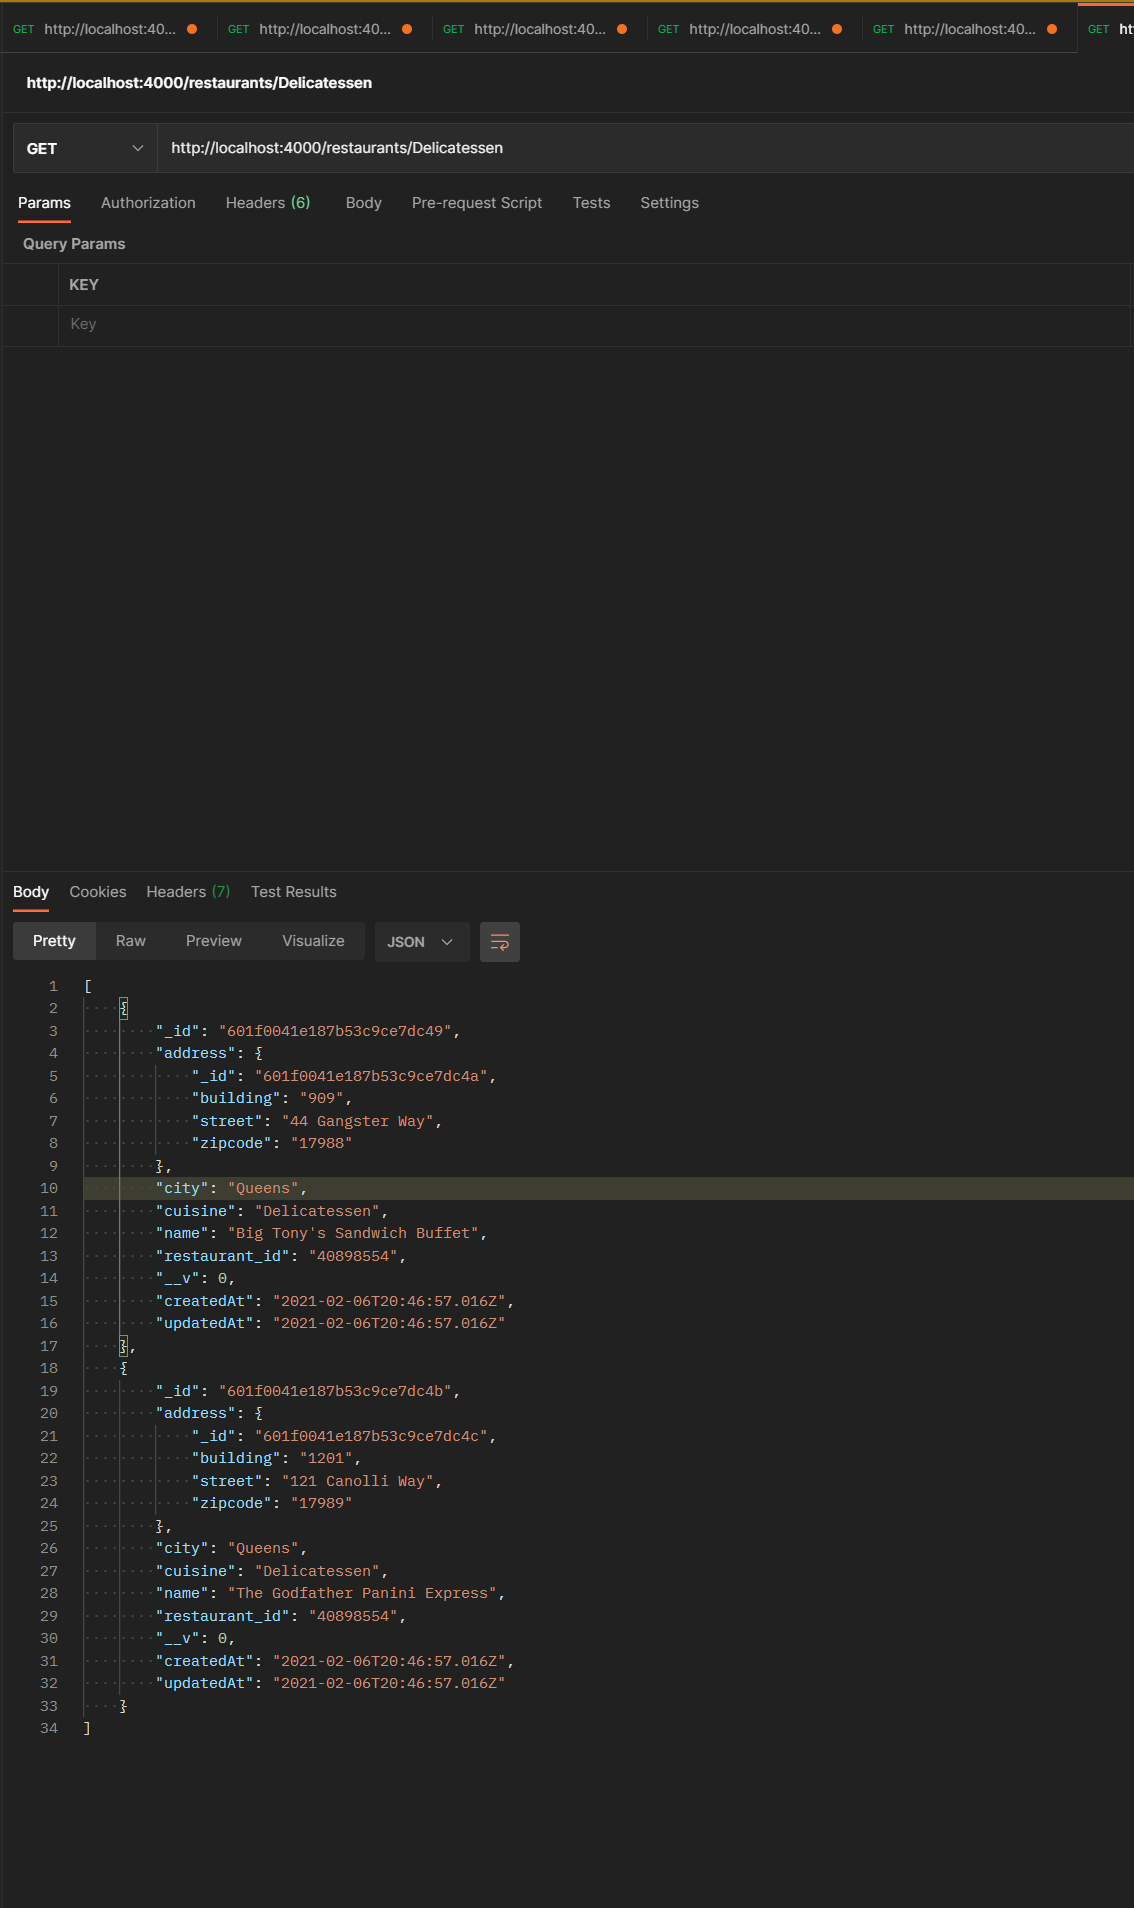 GET http://localhost:40... GET http://localhost:40... GET http://localhost:40... GET http://localhost:40... GET http://localhost:40... GET ht
http://localhost:4000/restaurants/Delicatessen
GET http://localhost:4000/restaurants/Delicatessen
Params Authorization Headers (6) Body Pre-request Script Tests Settings
Query Params
KEY
Key
Body Cookies Headers (7) Test Results
Pretty Raw Preview Visualize JSON
1 [
2 {
3 "_id": "601f0041e187b53c9ce7dc49",
4 "address": {
5 "_id": "601f0041e187b53c9ce7dc4a",
6 "building": "909",
7 "street": "44 Gangster Way",
8 "zipcode": "17988"
9 },
10 "city": "Queens",
11 "cuisine": "Delicatessen",
12 "name": "Big Tony's Sandwich Buffet",
13 "restaurant_id": "40898554",
14 "__v": 0,
15 "createdAt": "2021-02-06T20:46:57.016Z",
16 "updatedAt": "2021-02-06T20:46:57.016Z"
17 },
18 {
19 "_id": "601f0041e187b53c9ce7dc4b",
20 "address": {
21 "_id": "601f0041e187b53c9ce7dc4c",
22 "building": "1201",
23 "street": "121 Canolli Way",
24 "zipcode": "17989"
25 },
26 "city": "Queens",
27 "cuisine": "Delicatessen",
28 "name": "The Godfather Panini Express",
29 "restaurant_id": "40898554",
30 "__v": 0,
31 "createdAt": "2021-02-06T20:46:57.016Z",
32 "updatedAt": "2021-02-06T20:46:57.016Z"
33 }
34 ]